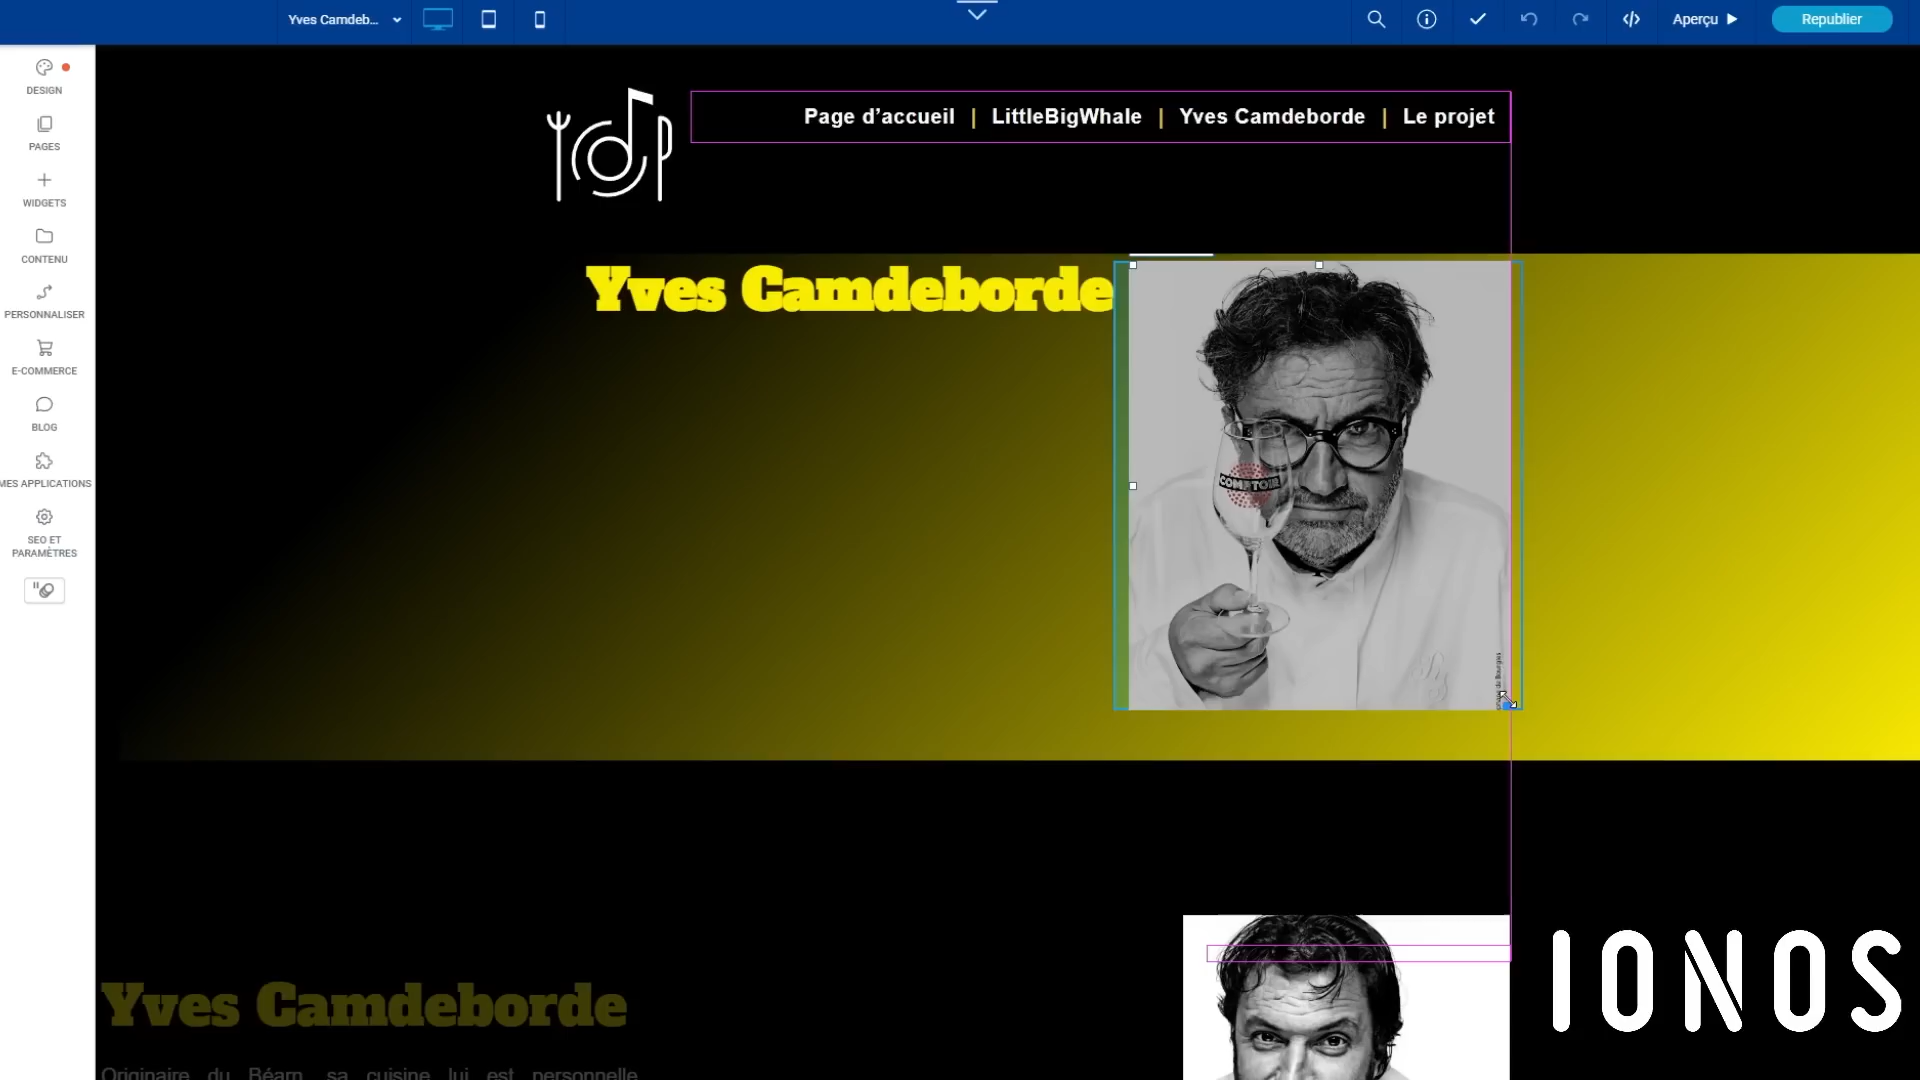 Yves Camdeb...
Aperçu
Republier
DESIGN
PAGES
WIDGETS
CONTENU
PERSONNALISER
E-COMMERCE
BLOG
MES APPLICATIONS
SEO ET
PARAMÈTRES
Page d’accueil | LittleBigWhale | Yves Camdeborde | Le projet
Yves Camdeborde
COMPTOIR
Yves Camdeborde
Originaire du Béarn, sa cuisine lui est personnelle
IONOS